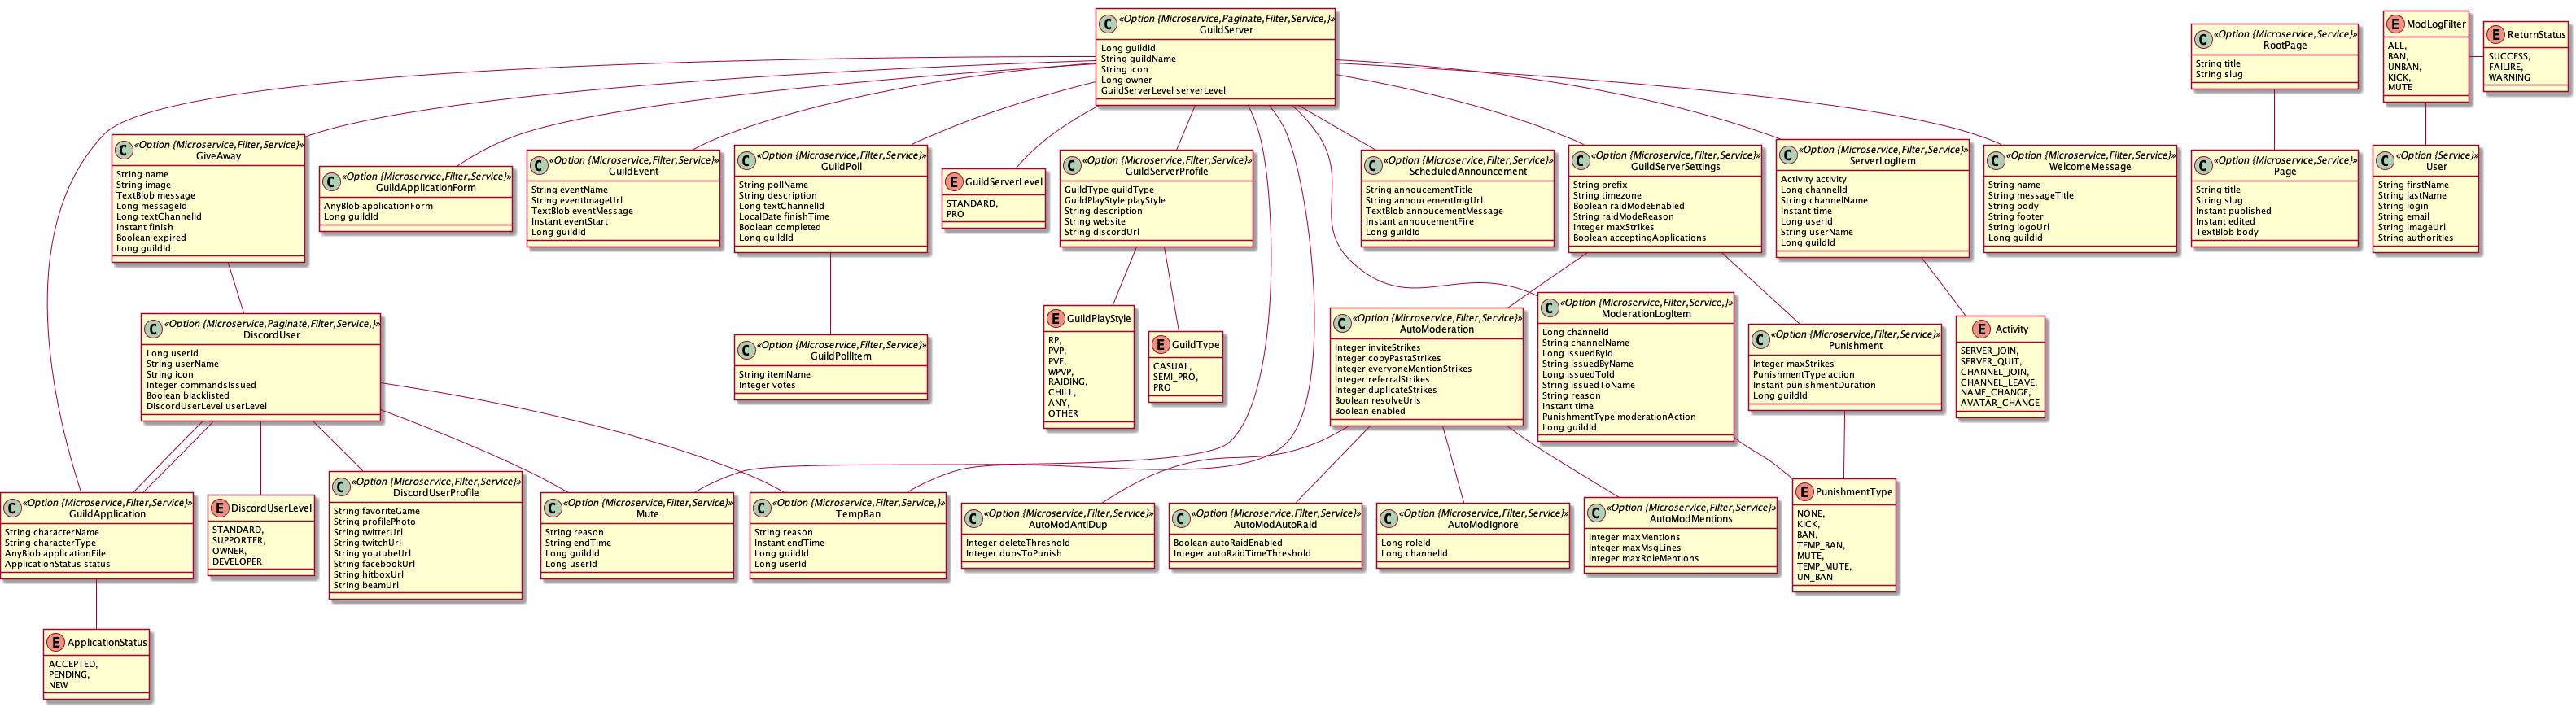 C <<Option {Microservice,Paginate,Filter,Service,}>>
GuildServer
Long guildId
String guildName
String icon
Long owner
GuildServerLevel serverLevel
C <<Option {Microservice,Service}>>
RootPage
String title
String slug
E ModLogFilter
ALL,
BAN,
UNBAN,
KICK,
MUTE
E ReturnStatus
SUCCESS,
FAILIRE,
WARNING
C <<Option {Microservice,Filter,Service}>>
GiveAway
String name
String image
TextBlob message
Long messageId
Long textChannelId
Instant finish
Boolean expired
Long guildId
C <<Option {Microservice,Filter,Service}>>
GuildApplicationForm
AnyBlob applicationForm
Long guildId
C <<Option {Microservice,Filter,Service}>>
GuildEvent
String eventName
String eventImageUrl
TextBlob eventMessage
Instant eventStart
Long guildId
C <<Option {Microservice,Filter,Service}>>
GuildPoll
String pollName
String description
Long textChannelId
LocalDate finishTime
Boolean completed
Long guildId
E GuildServerLevel
STANDARD,
PRO
C <<Option {Microservice,Filter,Service}>>
GuildServerProfile
GuildType guildType
GuildPlayStyle playStyle
String description
String website
String discordUrl
C <<Option {Microservice,Filter,Service}>>
ScheduledAnnouncement
String annoucementTitle
String annoucementImgUrl
TextBlob annoucementMessage
Instant annoucementFire
Long guildId
C <<Option {Microservice,Filter,Service}>>
GuildServerSettings
String prefix
String timezone
Boolean raidModeEnabled
String raidModeReason
Integer maxStrikes
Boolean acceptingApplications
C <<Option {Microservice,Filter,Service}>>
ServerLogItem
Activity activity
Long channelId
String channelName
Instant time
Long userId
String userName
Long guildId
C <<Option {Microservice,Filter,Service}>>
WelcomeMessage
String name
String messageTitle
String body
String footer
String logoUrl
Long guildId
C <<Option {Microservice,Filter,Service}>>
Page
String title
String slug
Instant published
Instant edited
TextBlob body
C <<Option {Service}>>
User
String firstName
String lastName
String login
String email
String imageUrl
String authorities
C <<Option {Microservice,Paginate,Filter,Service,}>>
DiscordUser
Long userId
String userName
String icon
Integer commandsIssued
Boolean blacklisted
DiscordUserLevel userLevel
C <<Option {Microservice,Filter,Service}>>
GuildPollItem
String itemName
Integer votes
E GuildPlayStyle
RP,
PVP,
PVE,
WPVP,
RAIDING,
CHILL,
ANY,
OTHER
E GuildType
CASUAL,
SEMI_PRO,
PRO
C <<Option {Microservice,Filter,Service}>>
AutoModeration
Integer inviteStrikes
Integer copyPastaStrikes
Integer everyoneMentionStrikes
Integer referralStrikes
Integer duplicateStrikes
Boolean resolveUrls
Boolean enabled
C <<Option {Microservice,Filter,Service,}>>
ModerationLogItem
Long channelId
String channelName
Long issuedById
String issuedByName
Long issuedToId
String issuedToName
String reason
Instant time
PunishmentType moderationAction
Long guildId
C <<Option {Microservice,Filter,Service}>>
Punishment
Integer maxStrikes
PunishmentType action
Instant punishmentDuration
Long guildId
E Activity
SERVER_JOIN,
SERVER_QUIT,
CHANNEL_JOIN,
CHANNEL_LEAVE,
NAME_CHANGE,
AVATAR_CHANGE
C <<Option {Microservice,Filter,Service}>>
GuildApplication
String characterName
String characterType
AnyBlob applicationFile
ApplicationStatus status
E DiscordUserLevel
STANDARD,
SUPPORTER,
OWNER,
DEVELOPER
C <<Option {Microservice,Filter,Service}>>
DiscordUserProfile
String favoriteGame
String profilePhoto
String twitterUrl
String twitchUrl
String youtubeUrl
String facebookUrl
String hitboxUrl
String beamUrl
C <<Option {Microservice,Filter,Service}>>
Mute
String reason
String endTime
Long guildId
Long userId
C <<Option {Microservice,Filter,Service,}>>
TempBan
String reason
Instant endTime
Long guildId
Long userId
C <<Option {Microservice,Filter,Service}>>
AutoModAntiDup
Integer deleteThreshold
Integer dupsToPunish
C <<Option {Microservice,Filter,Service}>>
AutoModAutoRaid
Boolean autoRaidEnabled
Integer autoRaidTimeThreshold
C <<Option {Microservice,Filter,Service}>>
AutoModIgnore
Long roleId
Long channelId
C <<Option {Microservice,Filter,Service}>>
AutoModMentions
Integer maxMentions
Integer maxMsgLines
Integer maxRoleMentions
E PunishmentType
NONE,
KICK,
BAN,
TEMP_BAN,
MUTE,
TEMP_MUTE,
UN_BAN
E ApplicationStatus
ACCEPTED,
PENDING,
NEW